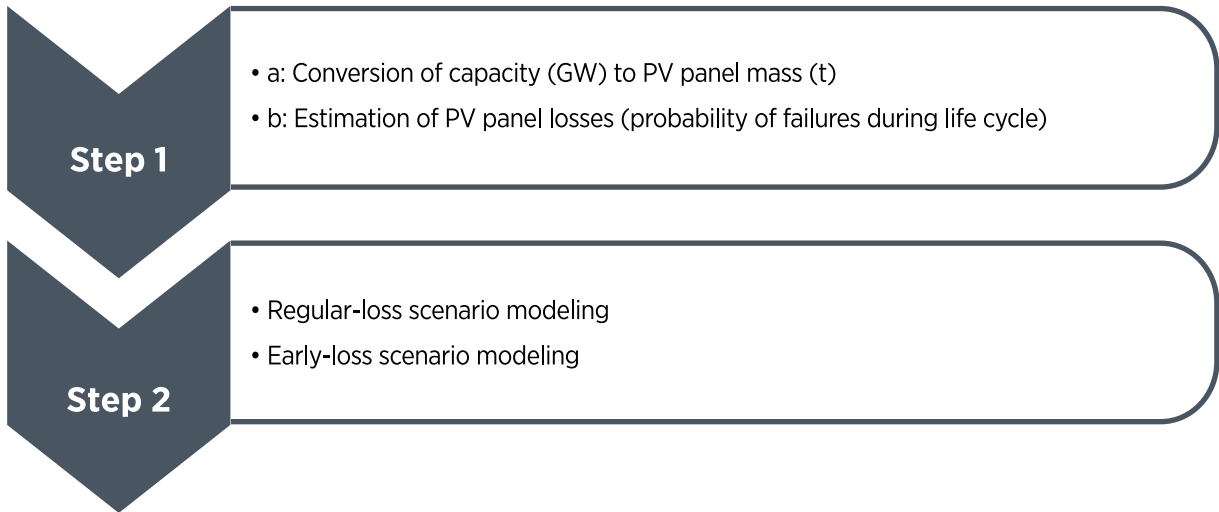 Step 1
• a: Conversion of capacity (GW) to PV panel mass (t)
• b: Estimation of PV panel losses (probability of failures during life cycle)
Step 2
• Regular-loss scenario modeling
• Early-loss scenario modeling